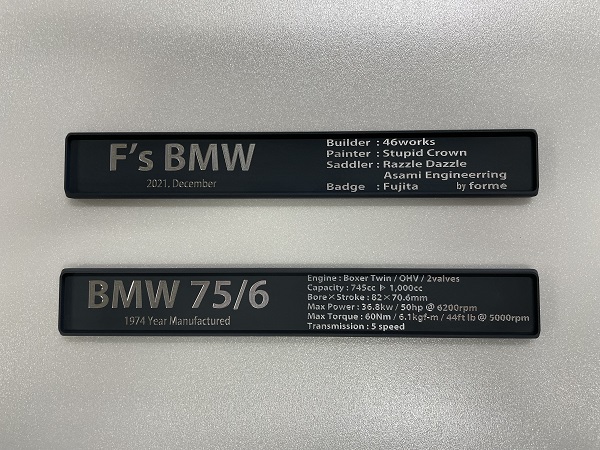 F's BMW
2021, December
Builder : 46works
Painter : Stupid Crown
Saddler : Razzle Dazzle
Asami Engineerring
Badge : Fujita by forme
BMW 75/6
1974 Year Manufactured
Engine : Boxer Twin / OHV / 2valves
Capacity : 745cc ▷ 1,000cc
Bore×Stroke : 82×70.6mm
Max Power : 36.8kw / 50hp @ 6200rpm
Max Torque : 60Nm / 6.1kgf-m / 44ft lb @ 5000rpm
Transmission : 5 speed